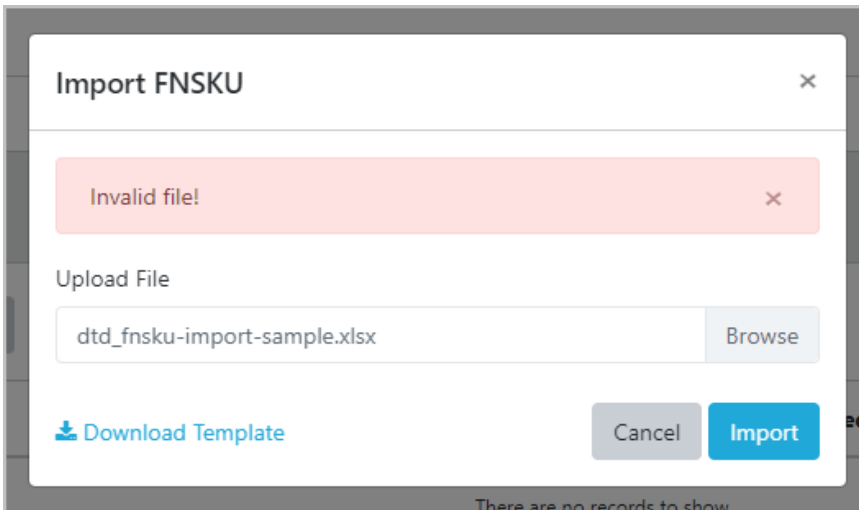 Import FNSKU
×
Invalid file!
×
Upload File
dtd_fnsku-import-sample.xlsx
Browse
Download Template
Cancel
Import
There are no records to show